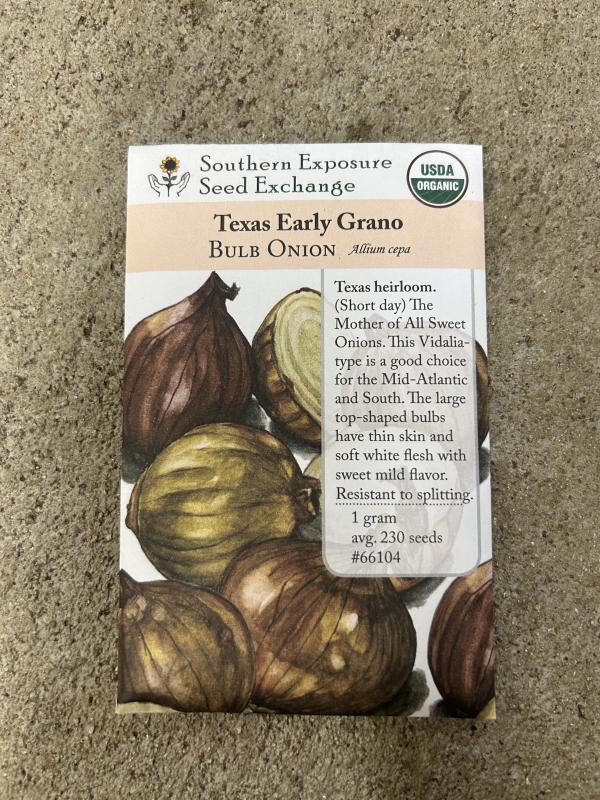 Southern Exposure
Seed Exchange
USDA
ORGANIC
Texas Early Grano
Bulb Onion Allium cepa
Texas heirloom.
(Short day) The
Mother of All Sweet
Onions. This Vidalia-
type is a good choice
for the Mid-Atlantic
and South. The large
top-shaped bulbs
have thin skin and
soft white flesh with
sweet mild flavor.
Resistant to splitting.
1 gram
avg. 230 seeds
#66104